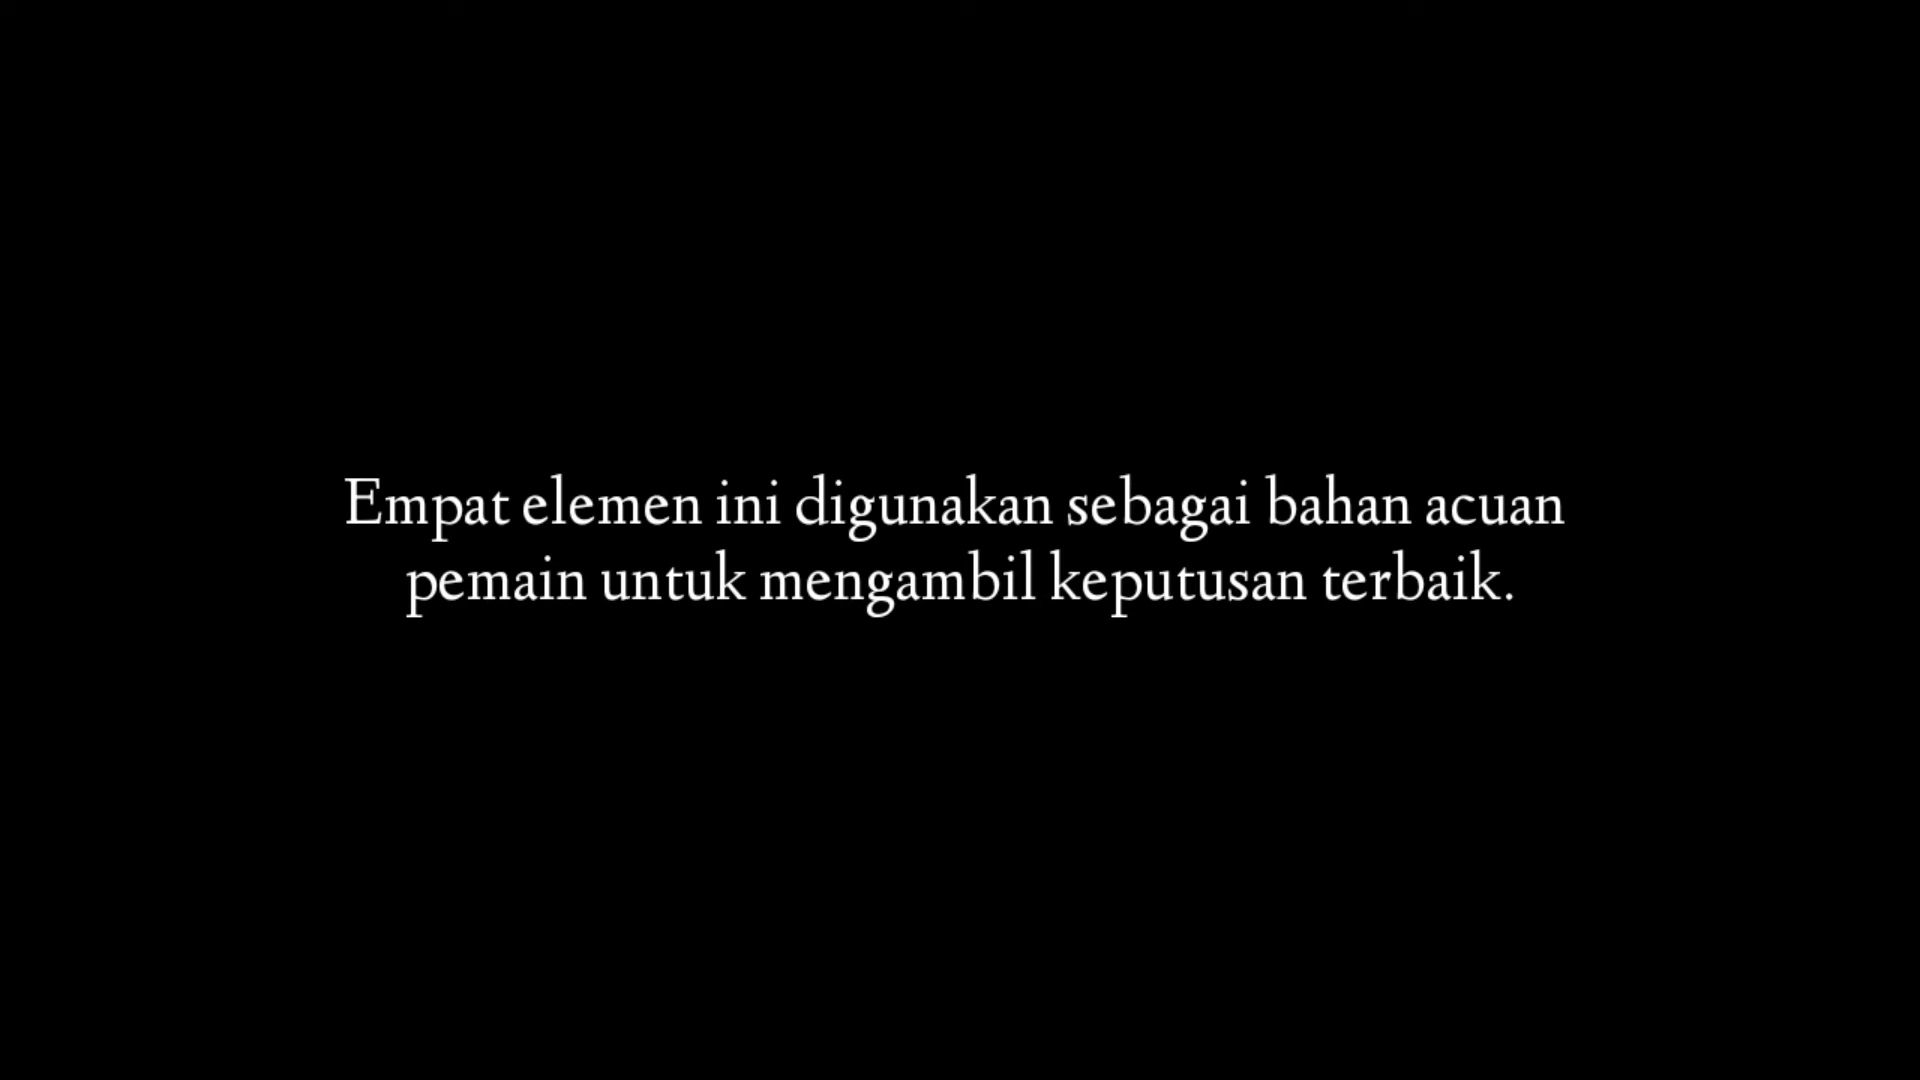 Empat elemen ini digunakan sebagai bahan acuan
pemain untuk mengambil keputusan terbaik.